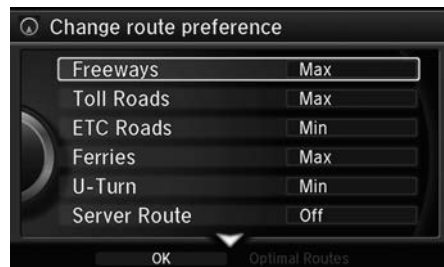 Change route preference
Freeways Max
Toll Roads Max
ETC Roads Min
Ferries Max
U-Turn Min
Server Route Off
OK Optimal Routes